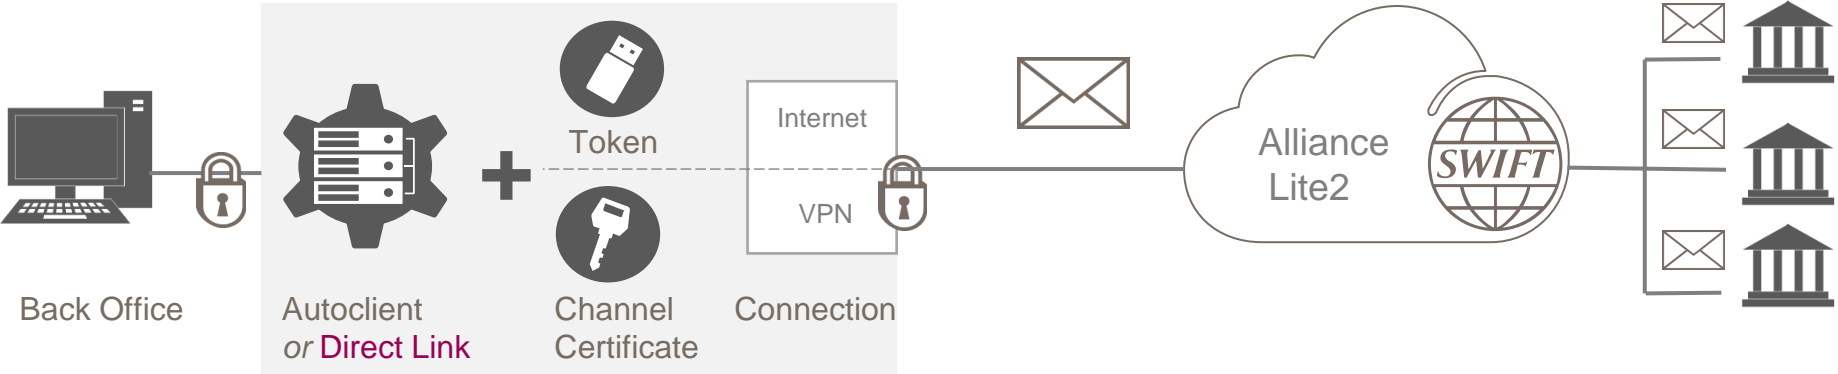 Token
Internet
VPN
Alliance
Lite2
SWIFT
Back Office
Autoclient
or Direct Link
Channel
Certificate
Connection